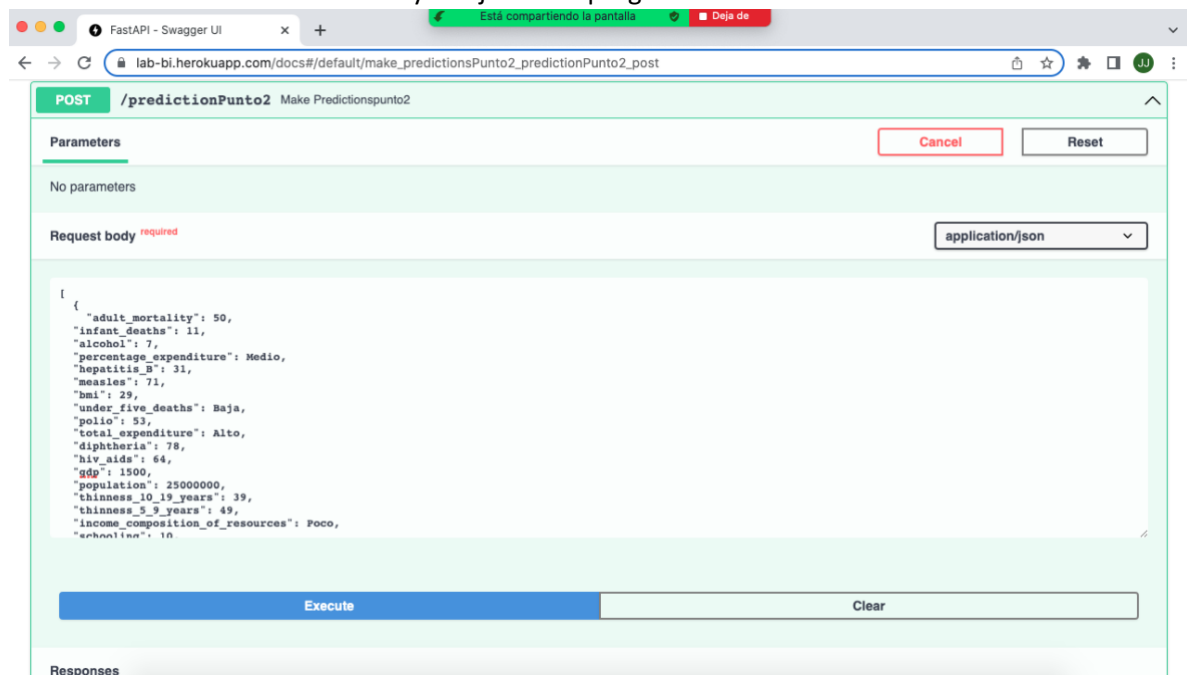 Está compartiendo la pantalla
Deja de
FastAPI - Swagger UI
lab-bi.herokuapp.com/docs#/default/make_predictionsPunto2_predictionPunto2_post
JJ
POST /predictionPunto2 Make Predictionspunto2
Parameters
Cancel
Reset
No parameters
Request body required
application/json
[
{
"adult_mortality": 50,
"infant_deaths": 11,
"alcohol": 7,
"percentage_expenditure": Medio,
"hepatitis_B": 31,
"measles": 71,
"bmi": 29,
"under_five_deaths": Baja,
"polio": 53,
"total_expenditure": Alto,
"diphtheria": 78,
"hiv_aids": 64,
"gdp": 1500,
"population": 25000000,
"thinness_10_19_years": 39,
"thinness_5_9_years": 49,
"income_composition_of_resources": Poco,
"schooling": 10,
Execute
Clear
Responses